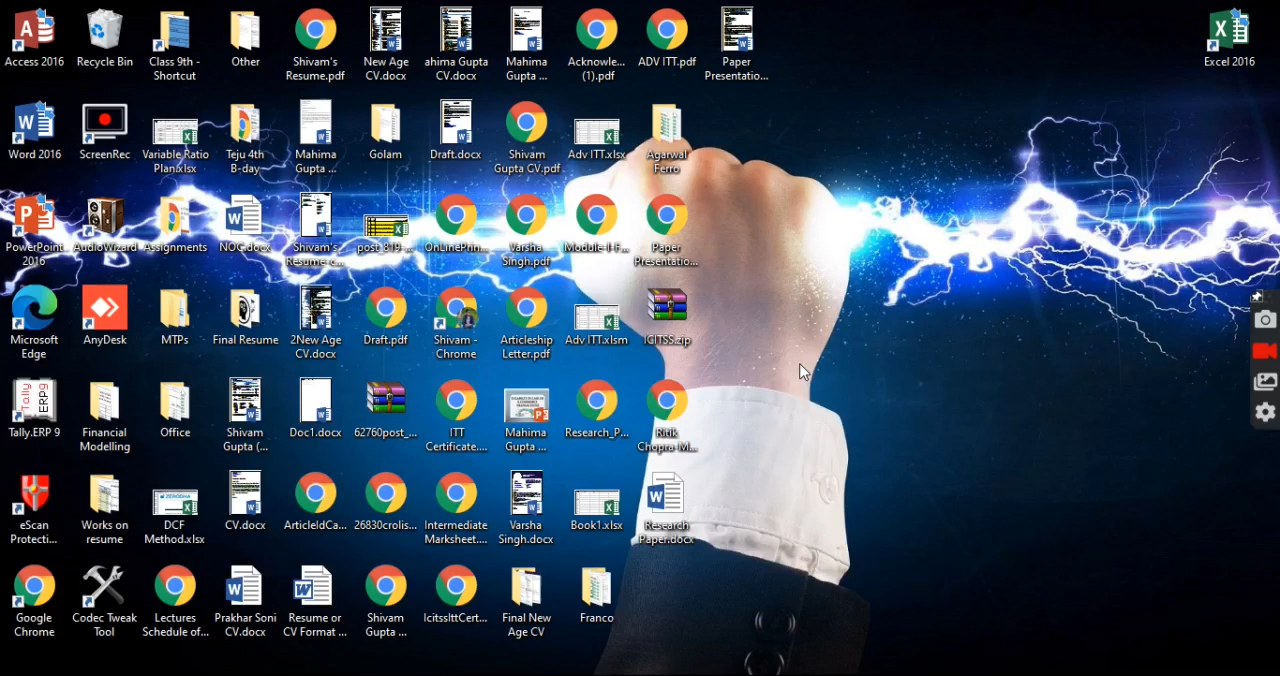 Access 2016
Recycle Bin
Class 9th -
Shortcut
Other
Shivam's
Resume.pdf
New Age
CV.docx
ahima Gupta
CV.docx
Mahima
Gupta ...
Acknowle...
(1).pdf
ADV ITT.pdf
Paper
Presentatio...
Excel 2016
Word 2016
ScreenRec
Variable Ratio
Plan.xlsx
Teju 4th
B-day
Mahima
Gupta ...
Golam
Draft.docx
Shivam
Gupta CV.pdf
Adv ITT.xlsx
Agarwal
Ferro
PowerPoint
2016
AudioWizard
Assignments
NOC.docx
Shivam's
Resume-c...
post_819-...
OnLinePrin...
Varsha
Singh.pdf
Module-1-F...
Paper
Presentatio...
Microsoft
Edge
AnyDesk
MTPs
Final Resume
2New Age
CV.docx
Draft.pdf
Shivam -
Chrome
Articleship
Letter.pdf
Adv ITT.xlsm
ICITSS.zip
Tally.ERP 9
Financial
Modelling
Office
Shivam
Gupta (...
Doc1.docx
62760post_...
ITT
Certificate....
Mahima
Gupta ...
Research_P...
Ritik
Chopra-M...
eScan
Protecti...
Works on
resume
DCF
Method.xlsx
CV.docx
ArticleIdCa...
26830crolis...
Intermediate
Marksheet....
Varsha
Singh.docx
Book1.xlsx
Research
Paper.docx
Google
Chrome
Codec Tweak
Tool
Lectures
Schedule of...
Prakhar Soni
CV.docx
Resume or
CV Format ...
Shivam
Gupta ...
IcitssIttCert...
Final New
Age CV
Franco